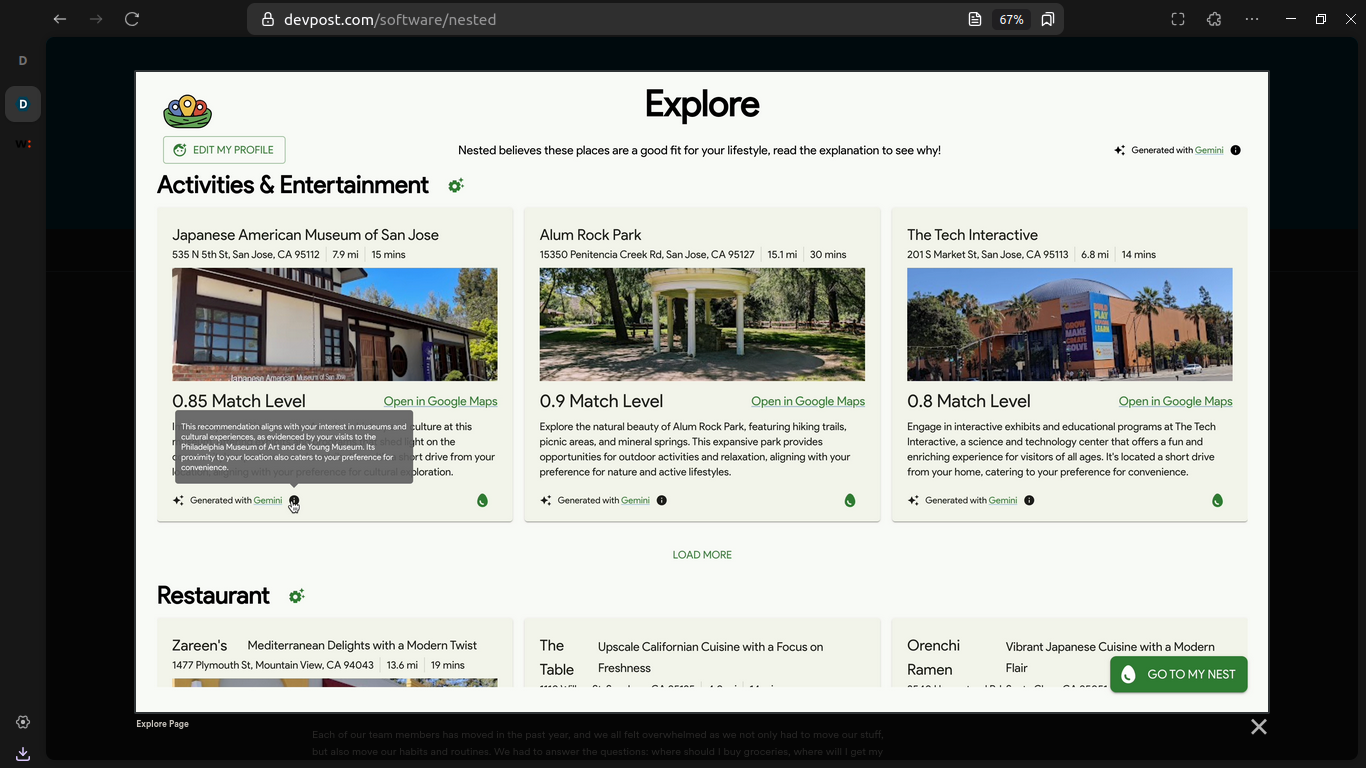 devpost.com/software/nested
67%
D
D
w:
Explore
EDIT MY PROFILE
Nested believes these places are a good fit for your lifestyle, read the explanation to see why!
Generated with Gemini
Activities & Entertainment
Japanese American Museum of San Jose
535 N 5th St, San Jose, CA 95112 | 7.9 mi | 15 mins
Japanese American Museum of San Jose
0.85 Match Level
Open in Google Maps
culture at this
This recommendation aligns with your interest in museums and
cultural experiences, as evidenced by your visits to the
Philadelphia Museum of Art and de Young Museum. Its
proximity to your location also caters to your preference for
convenience.
light on the
short drive from your
location, aligning with your preference for cultural exploration.
Generated with Gemini
Alum Rock Park
15350 Penitencia Creek Rd, San Jose, CA 95127 | 15.1 mi | 30 mins
0.9 Match Level
Open in Google Maps
Explore the natural beauty of Alum Rock Park, featuring hiking trails,
picnic areas, and mineral springs. This expansive park provides
opportunities for outdoor activities and relaxation, aligning with your
preference for nature and active lifestyles.
Generated with Gemini
The Tech Interactive
201 S Market St, San Jose, CA 95113 | 6.8 mi | 14 mins
BUILD
PLAY
LEARN
GROW
MAKE
CREATE
SOLVE
0.8 Match Level
Open in Google Maps
Engage in interactive exhibits and educational programs at The Tech
Interactive, a science and technology center that offers a fun and
enriching experience for visitors of all ages. It's located a short drive
from your home, catering to your preference for convenience.
Generated with Gemini
LOAD MORE
Restaurant
Zareen's
Mediterranean Delights with a Modern Twist
1477 Plymouth St, Mountain View, CA 94043 | 13.6 mi | 19 mins
The
Table
Upscale Californian Cuisine with a Focus on
Freshness
Orenchi
Ramen
Vibrant Japanese Cuisine with a Modern
Flair
GO TO MY NEST
Explore Page
Each of our team members has moved in the past year, and we all felt overwhelmed as we not only had to move our stuff,
but also move our habits and routines. We had to answer the questions: where should I buy groceries, where will I get my